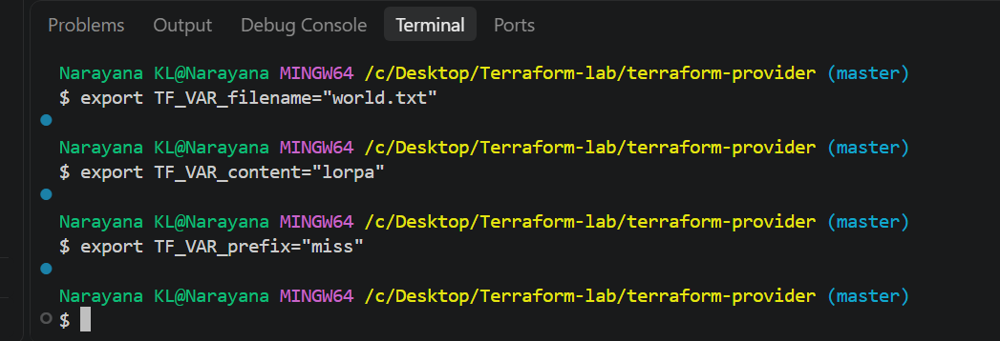 Problems Output Debug Console Terminal Ports
Narayana KL@Narayana MINGW64 /c/Desktop/Terraform-lab/terraform-provider (master)
$ export TF_VAR_filename="world.txt"
Narayana KL@Narayana MINGW64 /c/Desktop/Terraform-lab/terraform-provider (master)
$ export TF_VAR_content="lorpa"
Narayana KL@Narayana MINGW64 /c/Desktop/Terraform-lab/terraform-provider (master)
$ export TF_VAR_prefix="miss"
Narayana KL@Narayana MINGW64 /c/Desktop/Terraform-lab/terraform-provider (master)
$